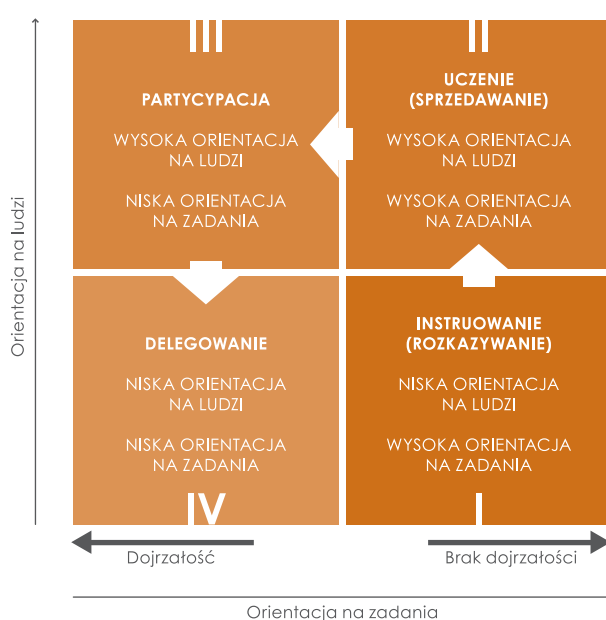 III
PARTYCYPACJA
WYSOKA ORIENTACJA
NA LUDZI
NISKA ORIENTACJA
NA ZADANIA
II
UCZENIE
(SPRZEDAWANIE)
WYSOKA ORIENTACJA
NA LUDZI
WYSOKA ORIENTACJA
NA ZADANIA
Orientacja na ludzi
DELEGOWANIE
NISKA ORIENTACJA
NA LUDZI
NISKA ORIENTACJA
NA ZADANIA
IV
INSTRUOWANIE
(ROZKAZYWANIE)
NISKA ORIENTACJA
NA LUDZI
WYSOKA ORIENTACJA
NA ZADANIA
I
Dojrzałość
Brak dojrzałości
Orientacja na zadania